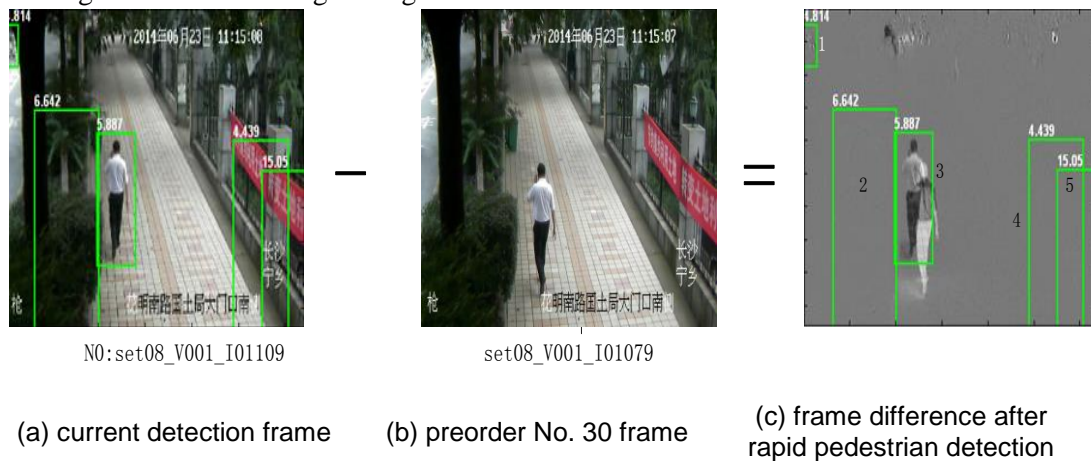 4.814
2014年06月23日 11:15:08
6.642
5.887
4.439
15.05
长沙
宁乡
枪
明南路国土局大门口南
NO:set08_V001_I01109
(a) current detection frame
−
2014年06月23日 11:15:07
长沙
宁乡
枪
明南路国土局大门口南
set08_V001_I01079
(b) preorder No. 30 frame
=
4.814
1
6.642
5.887
4.439
15.05
2
3
4
5
(c) frame difference after
rapid pedestrian detection